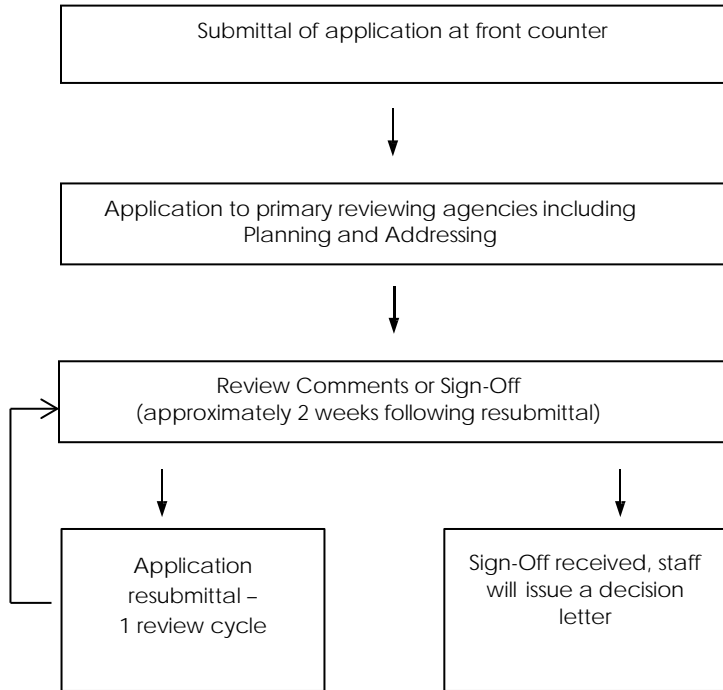 Submittal of application at front counter
Application to primary reviewing agencies including
Planning and Addressing
Review Comments or Sign-Off
(approximately 2 weeks following resubmittal)
Application
resubmittal –
1 review cycle
Sign-Off received, staff
will issue a decision
letter